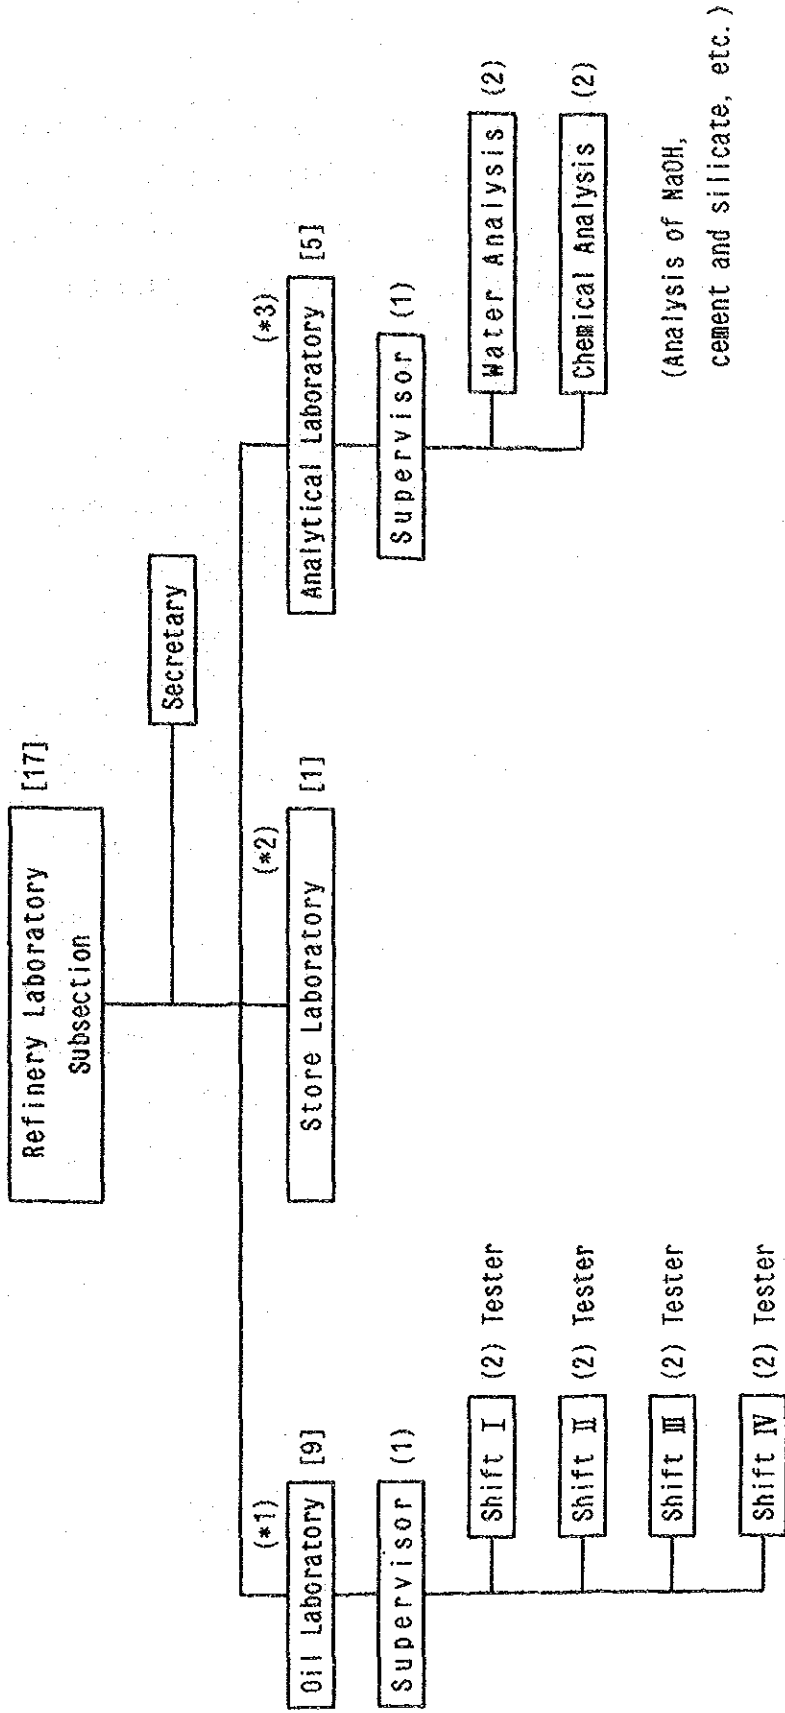 Refinery Laboratory
Subsection
[17]
Secretary
(*1)
Oil Laboratory [9]
Supervisor (1)
Shift Ⅰ (2) Tester
Shift Ⅱ (2) Tester
Shift Ⅲ (2) Tester
Shift Ⅳ (2) Tester
(*2)
Store Laboratory [1]
(*3)
Analytical Laboratory [5]
Supervisor (1)
Water Analysis (2)
Chemical Analysis (2)
(Analysis of NaOH,
cement and silicate, etc.)